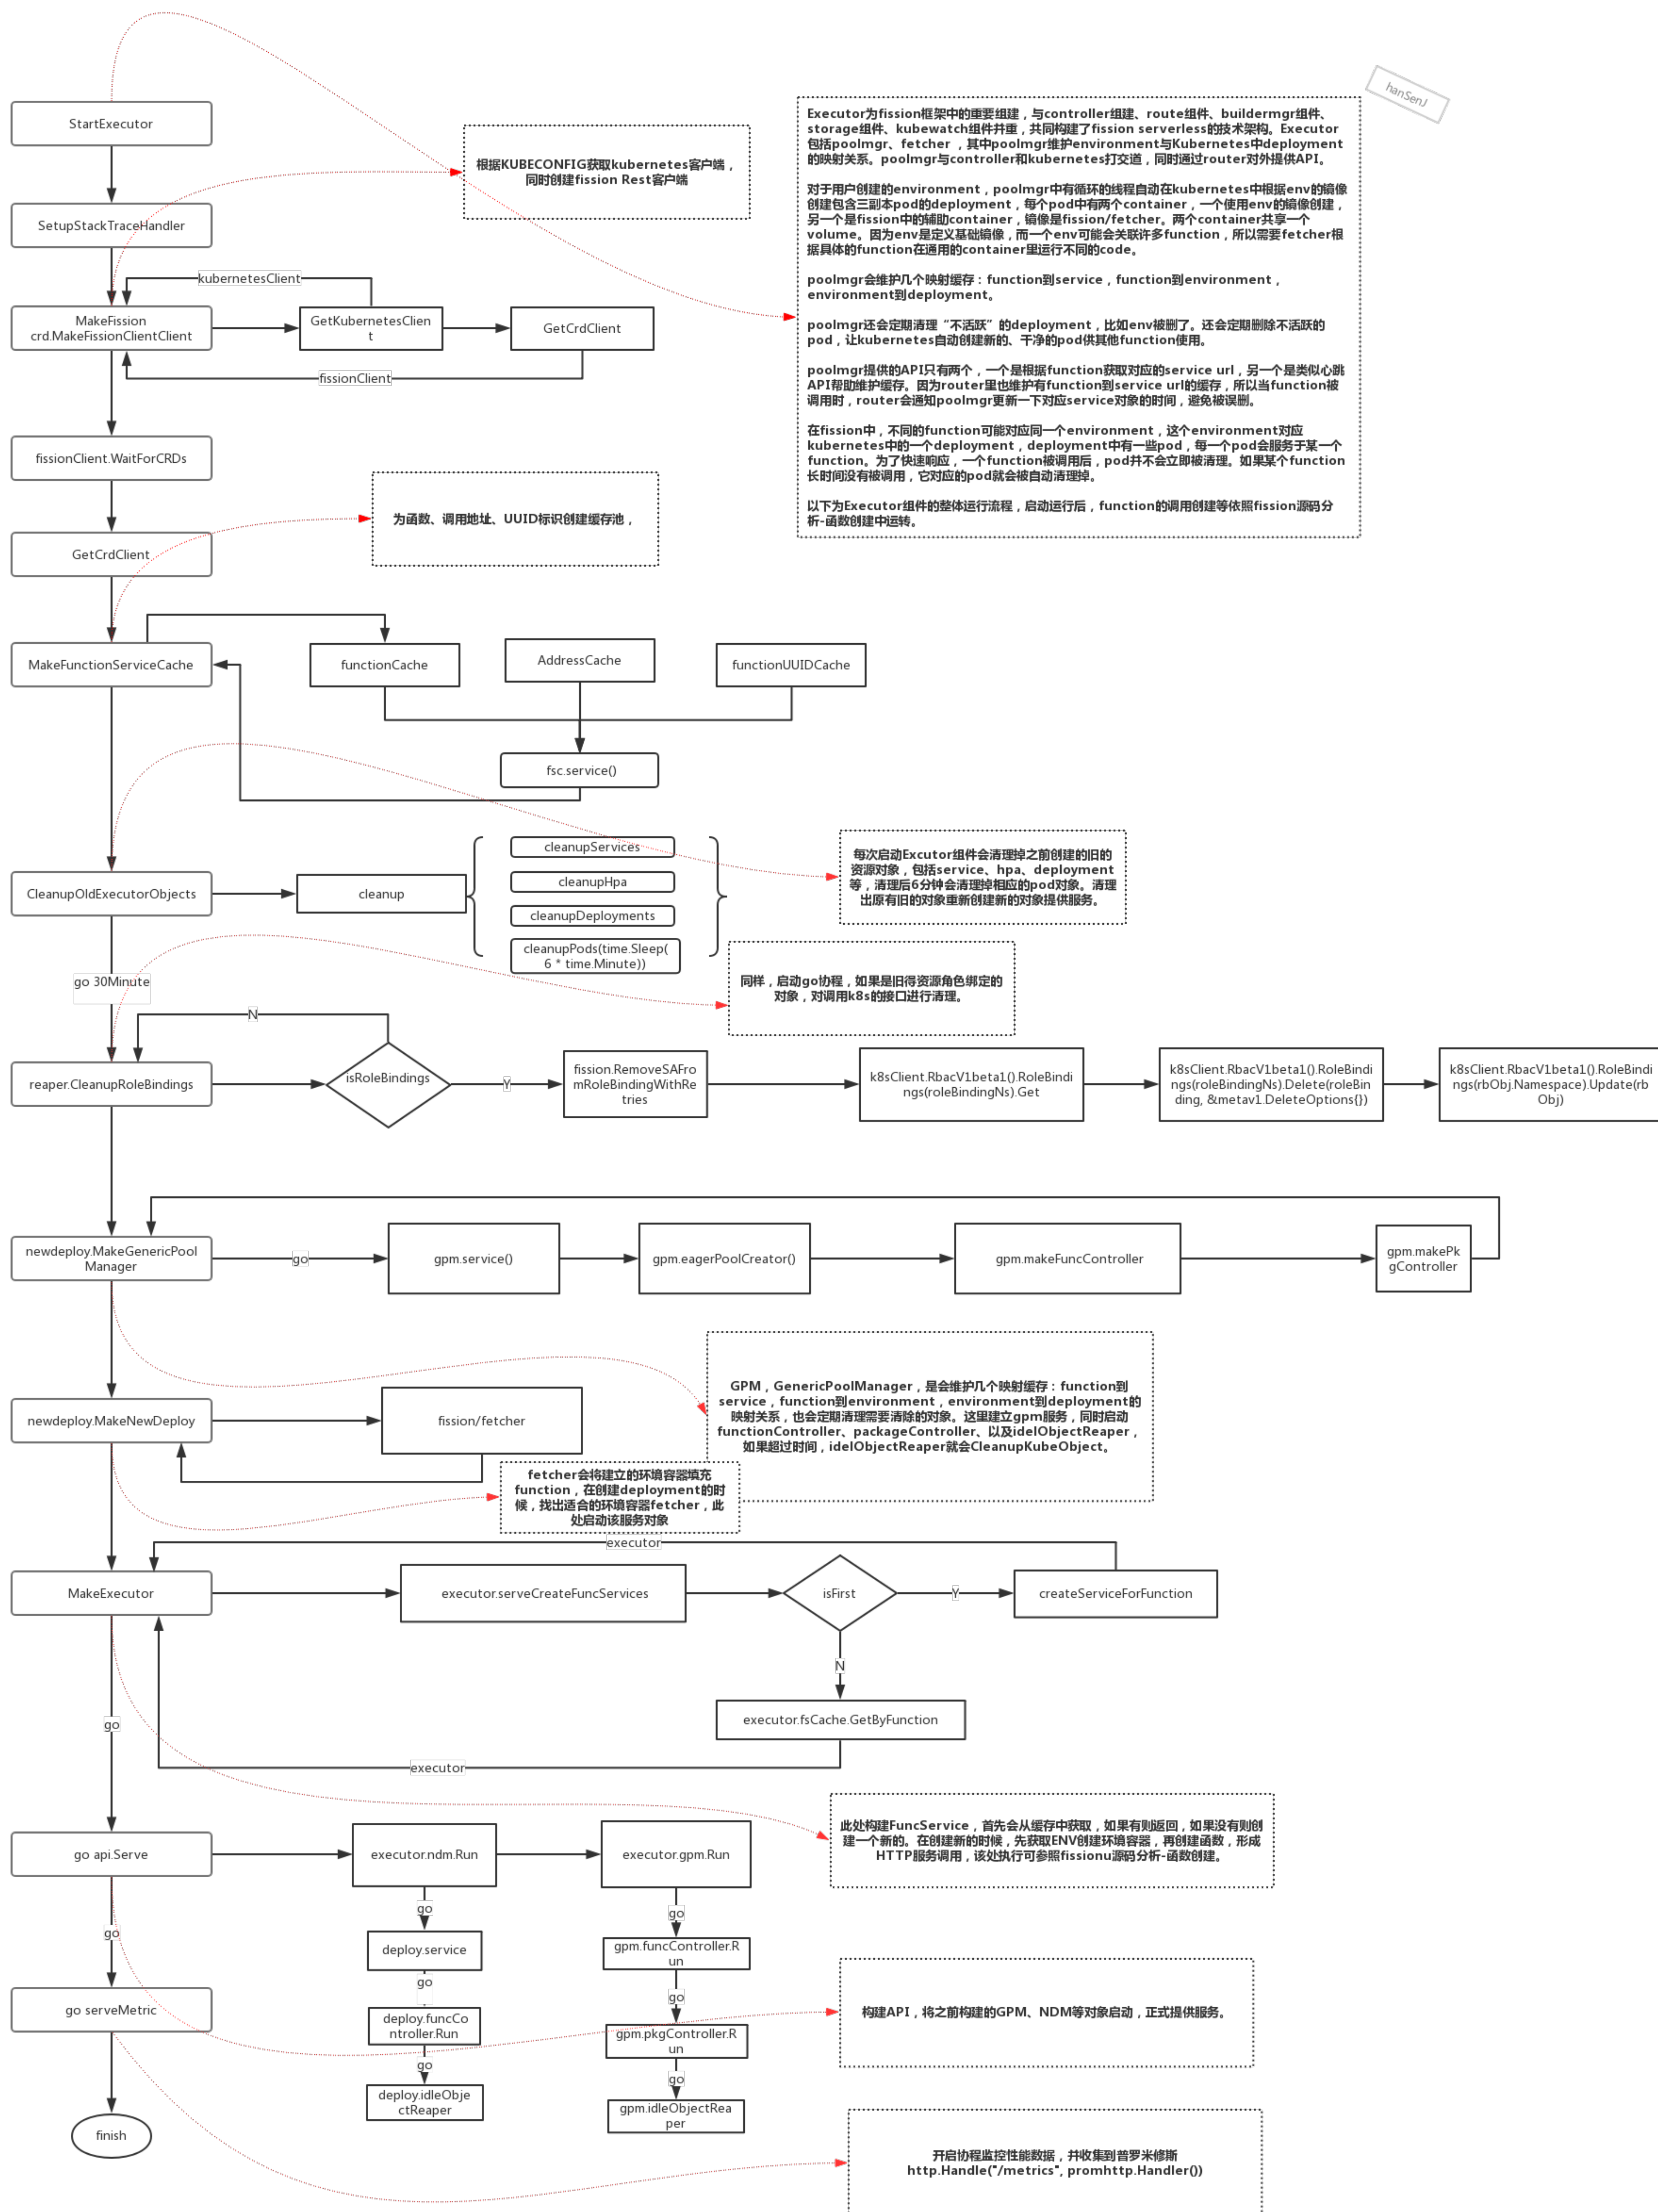 hanSenJ
StartExecutor
Executor为fission框架中的重要组建，与controller组建、route组件、buildermgr组件、
storage组件、kubewatch组件并重，共同构建了fission serverless的技术架构。Executor
包括poolmgr、fetcher ，其中poolmgr维护environment与Kubernetes中deployment
的映射关系。poolmgr与controller和kubernetes打交道，同时通过router对外提供API。
对于用户创建的environment，poolmgr中有循环的线程自动在kubernetes中根据env的镜像
创建包含三副本pod的deployment，每个pod中有两个container，一个使用env的镜像创建，
另一个是fission中的辅助container，镜像是fission/fetcher。两个container共享一个
volume。因为env是定义基础镜像，而一个env可能会关联许多function，所以需要fetcher根
据具体的function在通用的container里运行不同的code。
poolmgr会维护几个映射缓存：function到service，function到environment，
environment到deployment。
poolmgr还会定期清理“不活跃”的deployment，比如env被删了。还会定期删除不活跃的
pod，让kubernetes自动创建新的、干净的pod供其他function使用。
poolmgr提供的API只有两个，一个是根据function获取对应的service url，另一个是类似心跳
API帮助维护缓存。因为router里也维护有function到service url的缓存，所以当function被
调用时，router会通知poolmgr更新一下对应service对象的时间，避免被误删。
在fission中，不同的function可能对应同一个environment，这个environment对应
kubernetes中的一个deployment，deployment中有一些pod，每一个pod会服务于某一个
function。为了快速响应，一个function被调用后，pod并不会立即被清理。如果某个function
长时间没有被调用，它对应的pod就会被自动清理掉。
以下为Executor组件的整体运行流程，启动运行后，function的调用创建等依照fission源码分
析-函数创建中运转。
根据KUBECONFIG获取kubernetes客户端，
同时创建fission Rest客户端
SetupStackTraceHandler
kubernetesClient
MakeFission
crd.MakeFissionClientClient
GetKubernetesClien
t
GetCrdClient
fissionClient
fissionClient.WaitForCRDs
为函数、调用地址、UUID标识创建缓存池，
GetCrdClient
MakeFunctionServiceCache
functionCache
AddressCache
functionUUIDCache
fsc.service()
CleanupOldExecutorObjects
cleanup
cleanupServices
cleanupHpa
cleanupDeployments
cleanupPods(time.Sleep(
6 * time.Minute))
每次启动Excutor组件会清理掉之前创建的旧的
资源对象，包括service、hpa、deployment
等，清理后6分钟会清理掉相应的pod对象。清理
出原有旧的对象重新创建新的对象提供服务。
go 30Minute
同样，启动go协程，如果是旧得资源角色绑定的
对象，对调用k8s的接口进行清理。
N
reaper.CleanupRoleBindings
isRoleBindings
Y
fission.RemoveSAFro
mRoleBindingWithRe
tries
k8sClient.RbacV1beta1().RoleBindi
ngs(roleBindingNs).Get
k8sClient.RbacV1beta1().RoleBindi
ngs(roleBindingNs).Delete(roleBin
ding, &metav1.DeleteOptions{})
k8sClient.RbacV1beta1().RoleBindi
ngs(rbObj.Namespace).Update(rb
Obj)
newdeploy.MakeGenericPool
Manager
go
gpm.service()
gpm.eagerPoolCreator()
gpm.makeFuncController
gpm.makePk
gController
GPM，GenericPoolManager，是会维护几个映射缓存：function到
service，function到environment，environment到deployment的
映射关系，也会定期清理需要清除的对象。这里建立gpm服务，同时启动
functionController、packageController、以及idelObjectReaper，
如果超过时间，idelObjectReaper就会CleanupKubeObject。
newdeploy.MakeNewDeploy
fission/fetcher
fetcher会将建立的环境容器填充
function，在创建deployment的时
候，找出适合的环境容器fetcher，此
处启动该服务对象
executor
MakeExecutor
executor.serveCreateFuncServices
isFirst
Y
createServiceForFunction
N
executor.fsCache.GetByFunction
go
executor
此处构建FuncService，首先会从缓存中获取，如果有则返回，如果没有则创
建一个新的。在创建新的时候，先获取ENV创建环境容器，再创建函数，形成
HTTP服务调用，该处执行可参照fissionu源码分析-函数创建。
go api.Serve
executor.ndm.Run
executor.gpm.Run
go
go
go
deploy.service
gpm.funcController.R
un
go
go
go serveMetric
deploy.funcCo
ntroller.Run
gpm.pkgController.R
un
构建API，将之前构建的GPM、NDM等对象启动，正式提供服务。
go
go
deploy.idleObje
ctReaper
gpm.idleObjectRea
per
finish
开启协程监控性能数据，并收集到普罗米修斯
http.Handle("/metrics", promhttp.Handler())